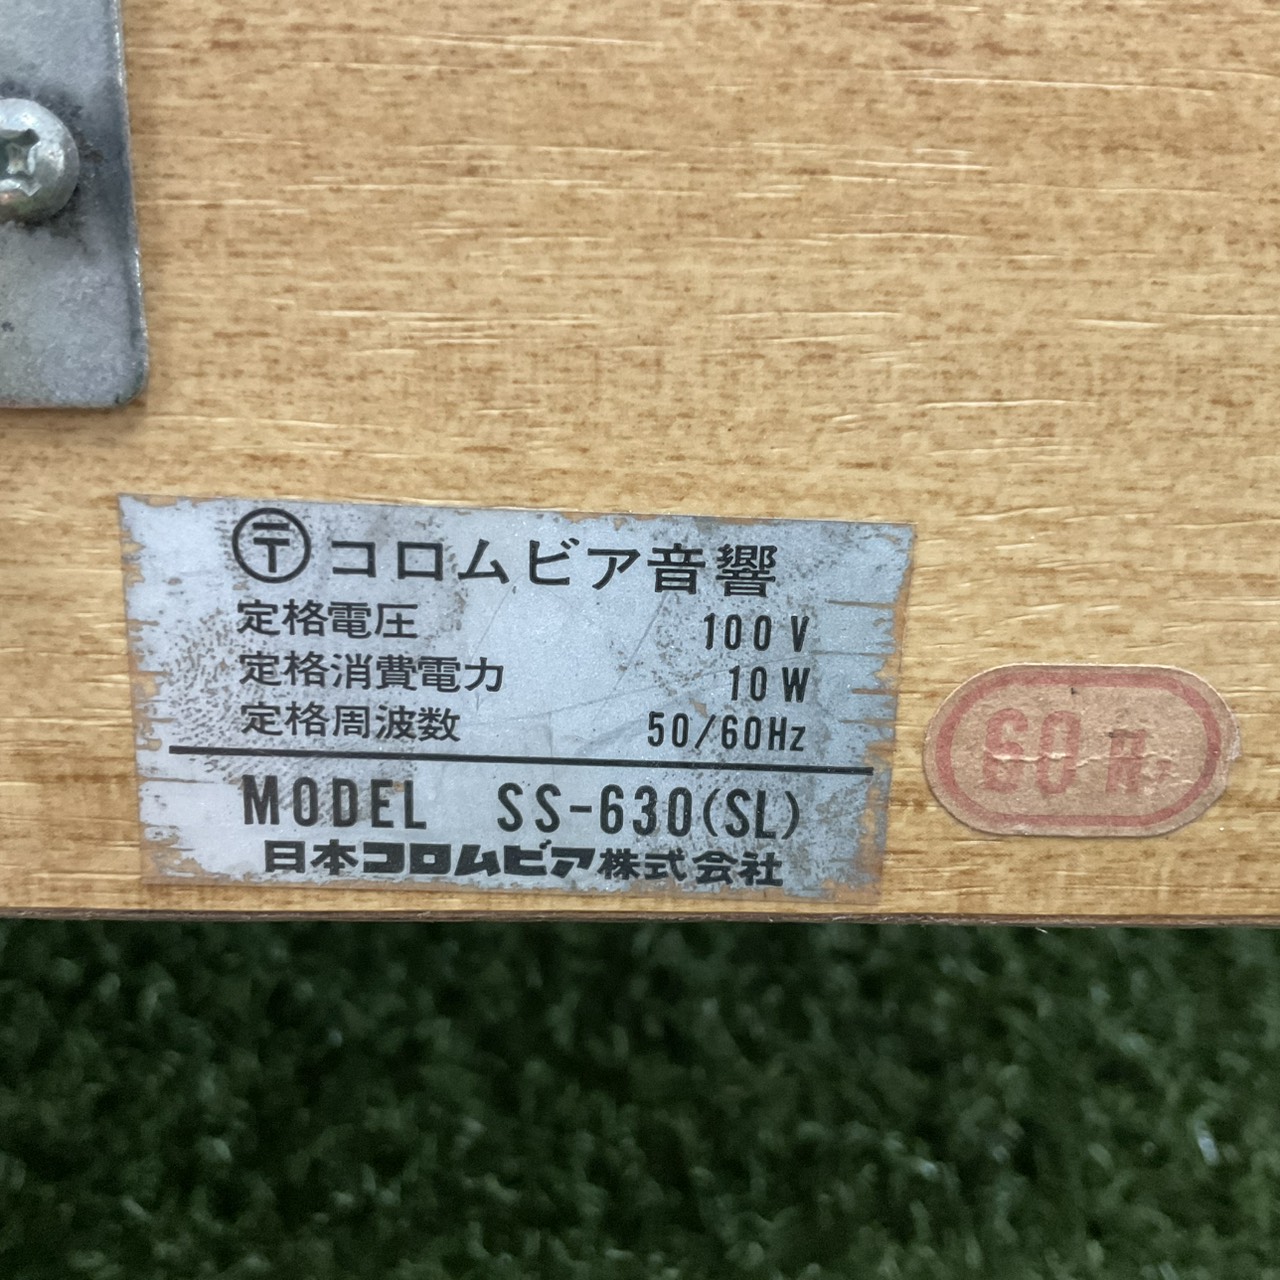 〶コロムビア音響
定格電圧 100V
定格消費電力 10W
定格周波数 50/60Hz
MODEL SS-630(SL)
日本コロムビア株式会社
60